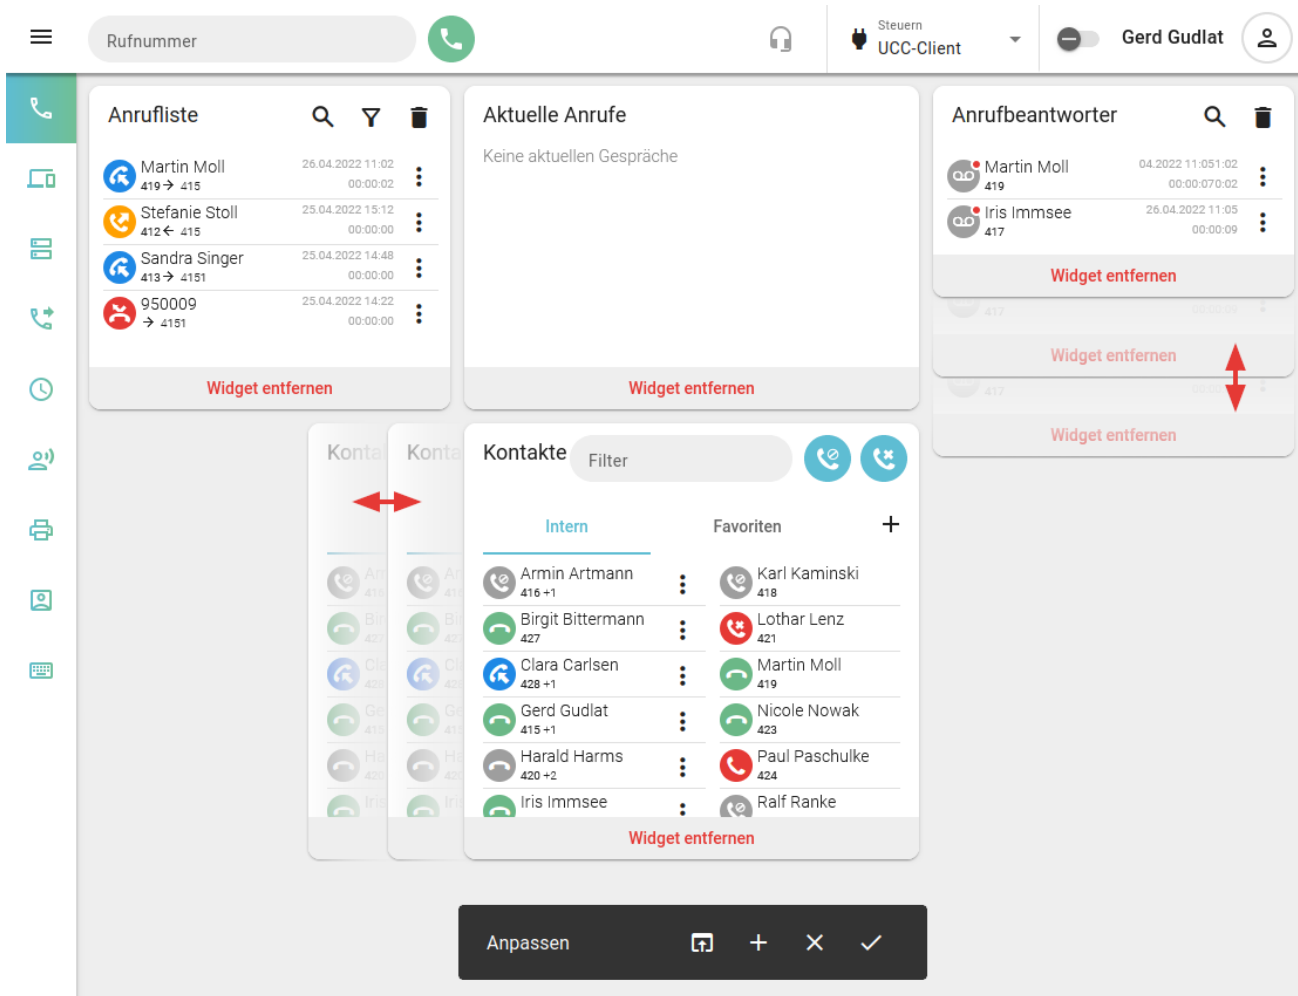 Rufnummer
Steuern
UCC-Client
Gerd Gudlat
Anrufliste
Martin Moll
26.04.2022 11:02
419→ 415
00:00:02
Stefanie Stoll
25.04.2022 15:12
412← 415
00:00:00
Sandra Singer
25.04.2022 14:48
413→ 4151
00:00:00
950009
25.04.2022 14:22
→ 4151
00:00:00
Widget entfernen
Aktuelle Anrufe
Keine aktuellen Gespräche
Widget entfernen
Anrufbeantworter
Martin Moll
04.2022 11:051:02
419
00:00:070:02
Iris Immsee
26.04.2022 11:05
417
00:00:09
Widget entfernen
417
00:00:09
Widget entfernen
417
Widget entfernen
Konta
Konta
Kontakte
Filter
Intern
Favoriten
Armin Artmann
416 +1
Birgit Bittermann
427
Clara Carlsen
428 +1
Gerd Gudlat
415 +1
Harald Harms
420 +2
Iris Immsee
Karl Kaminski
418
Lothar Lenz
421
Martin Moll
419
Nicole Nowak
423
Paul Paschulke
424
Ralf Ranke
Widget entfernen
Anpassen